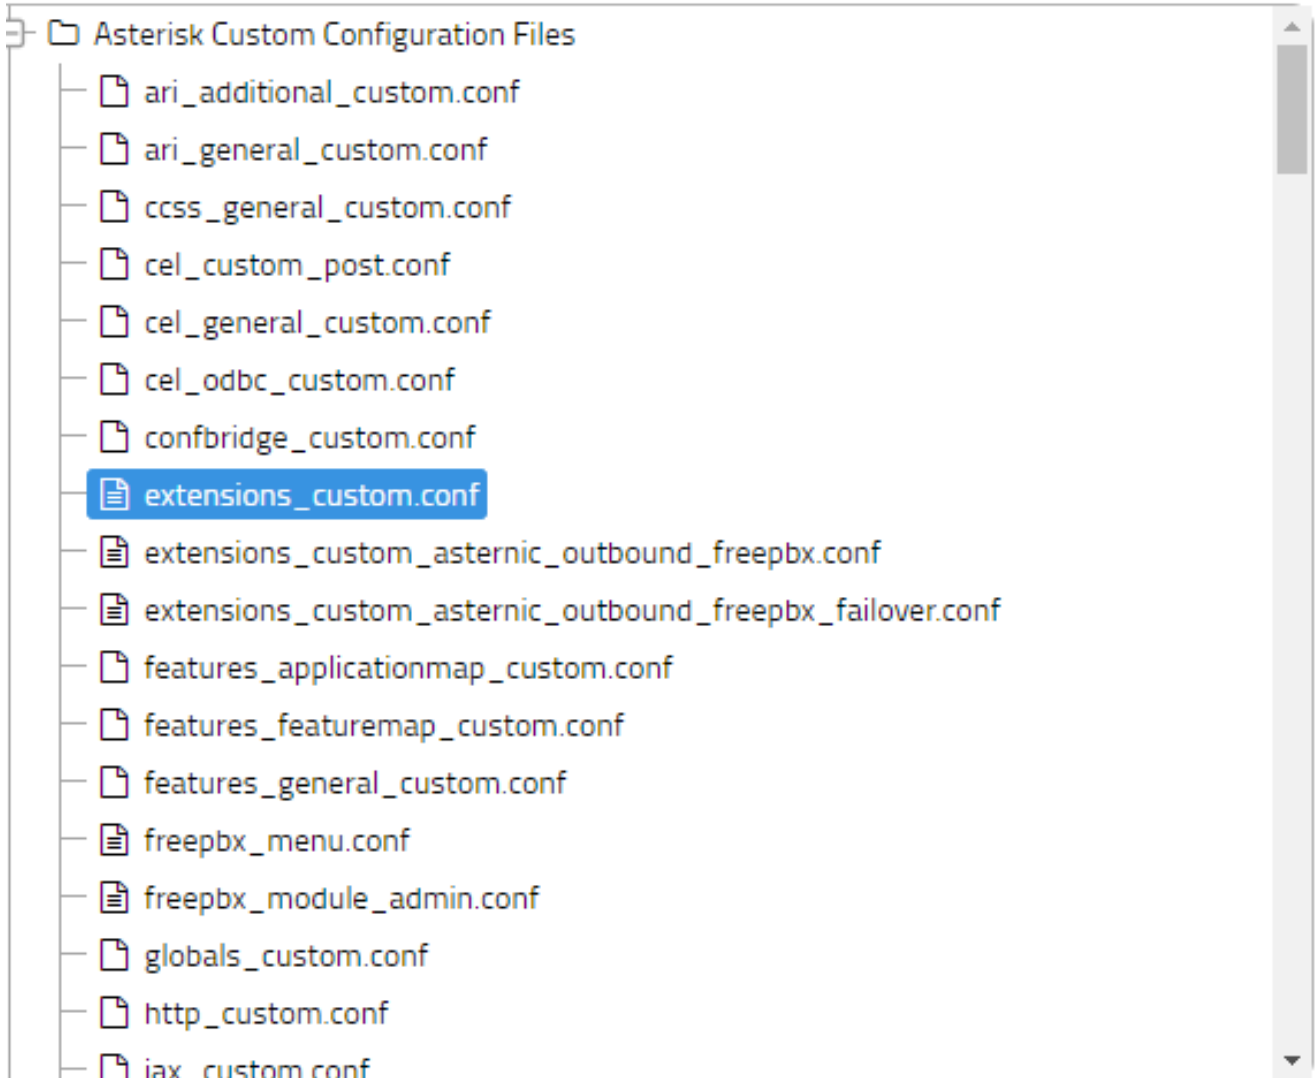 Asterisk Custom Configuration Files
ari_additional_custom.conf
ari_general_custom.conf
ccss_general_custom.conf
cel_custom_post.conf
cel_general_custom.conf
cel_odbc_custom.conf
confbridge_custom.conf
extensions_custom.conf
extensions_custom_asternic_outbound_freepbx.conf
extensions_custom_asternic_outbound_freepbx_failover.conf
features_applicationmap_custom.conf
features_featuremap_custom.conf
features_general_custom.conf
freepbx_menu.conf
freepbx_module_admin.conf
globals_custom.conf
http_custom.conf
iax_custom.conf